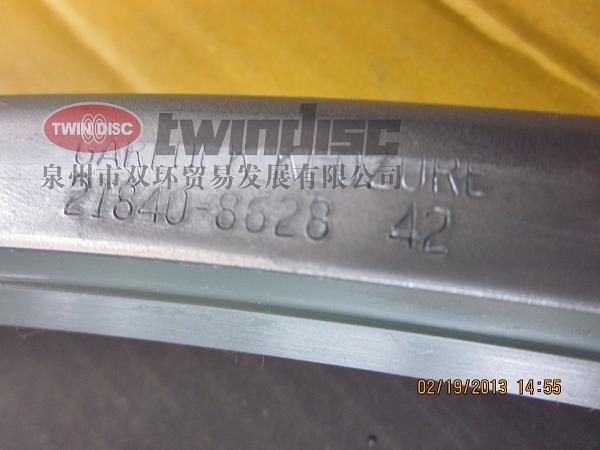 TWIN DISC
twindisc
泉州市双环贸易发展有限公司
21840-8628 42
02/19/2013 14:55